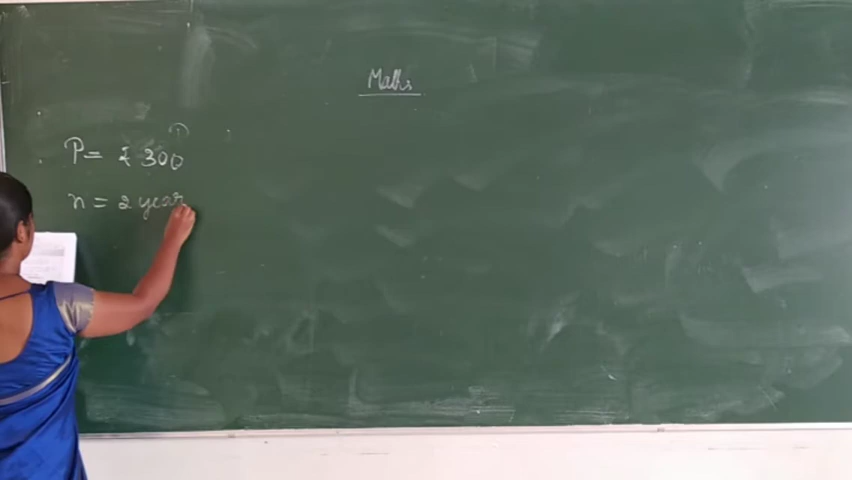 Maths
P = ₹ 300
n = 2 year